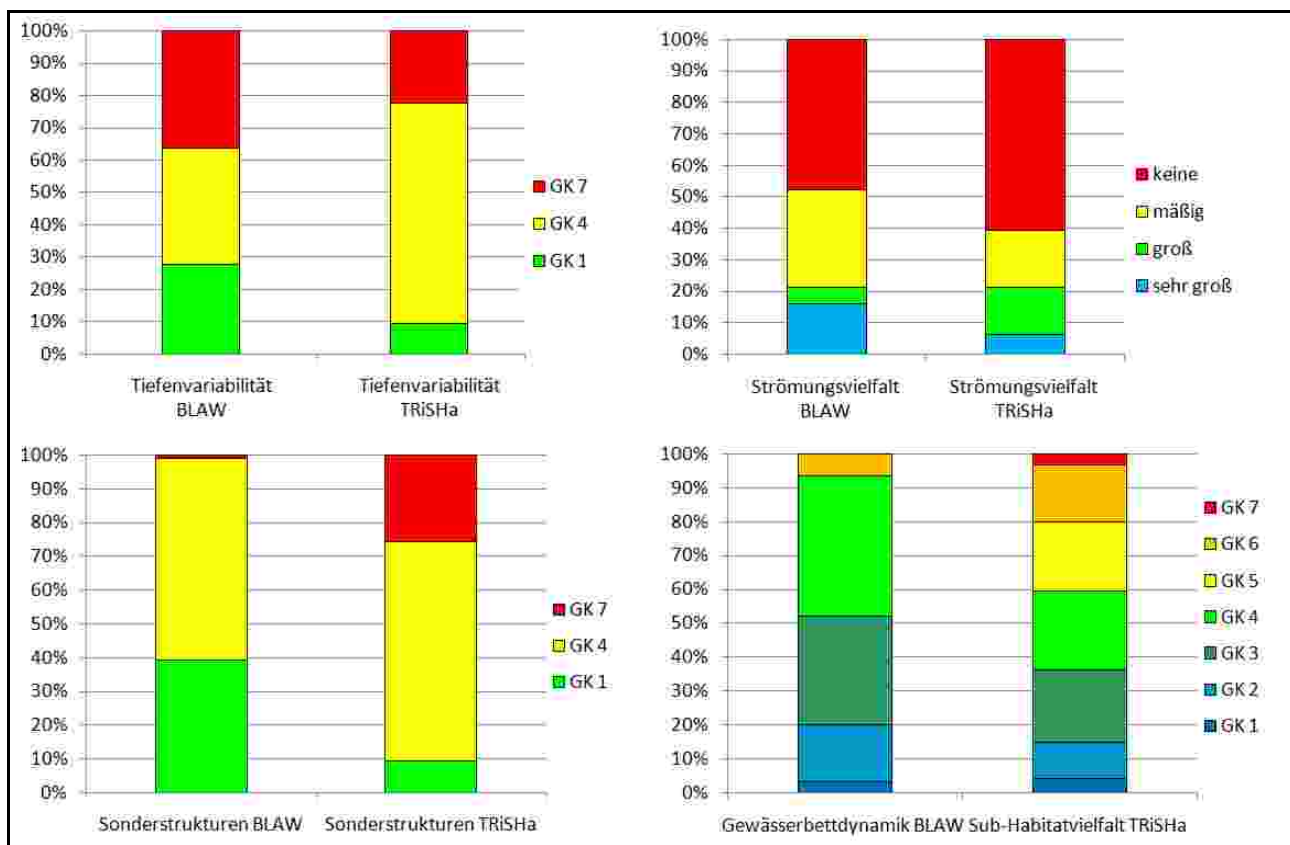 100%
90%
80%
70%
60%
50%
40%
30%
20%
10%
0%
Tiefenvariabilität
BLAW
Tiefenvariabilität
TRiSHa
GK 7
GK 4
GK 1
100%
90%
80%
70%
60%
50%
40%
30%
20%
10%
0%
Strömungsvielfalt
BLAW
Strömungsvielfalt
TRiSHa
keine
mäßig
groß
sehr groß
100%
90%
80%
70%
60%
50%
40%
30%
20%
10%
0%
Sonderstrukturen BLAW
Sonderstrukturen TRiSHa
GK 7
GK 4
GK 1
100%
90%
80%
70%
60%
50%
40%
30%
20%
10%
0%
Gewässerbettdynamik BLAW
Sub-Habitatvielfalt TRiSHa
GK 7
GK 6
GK 5
GK 4
GK 3
GK 2
GK 1